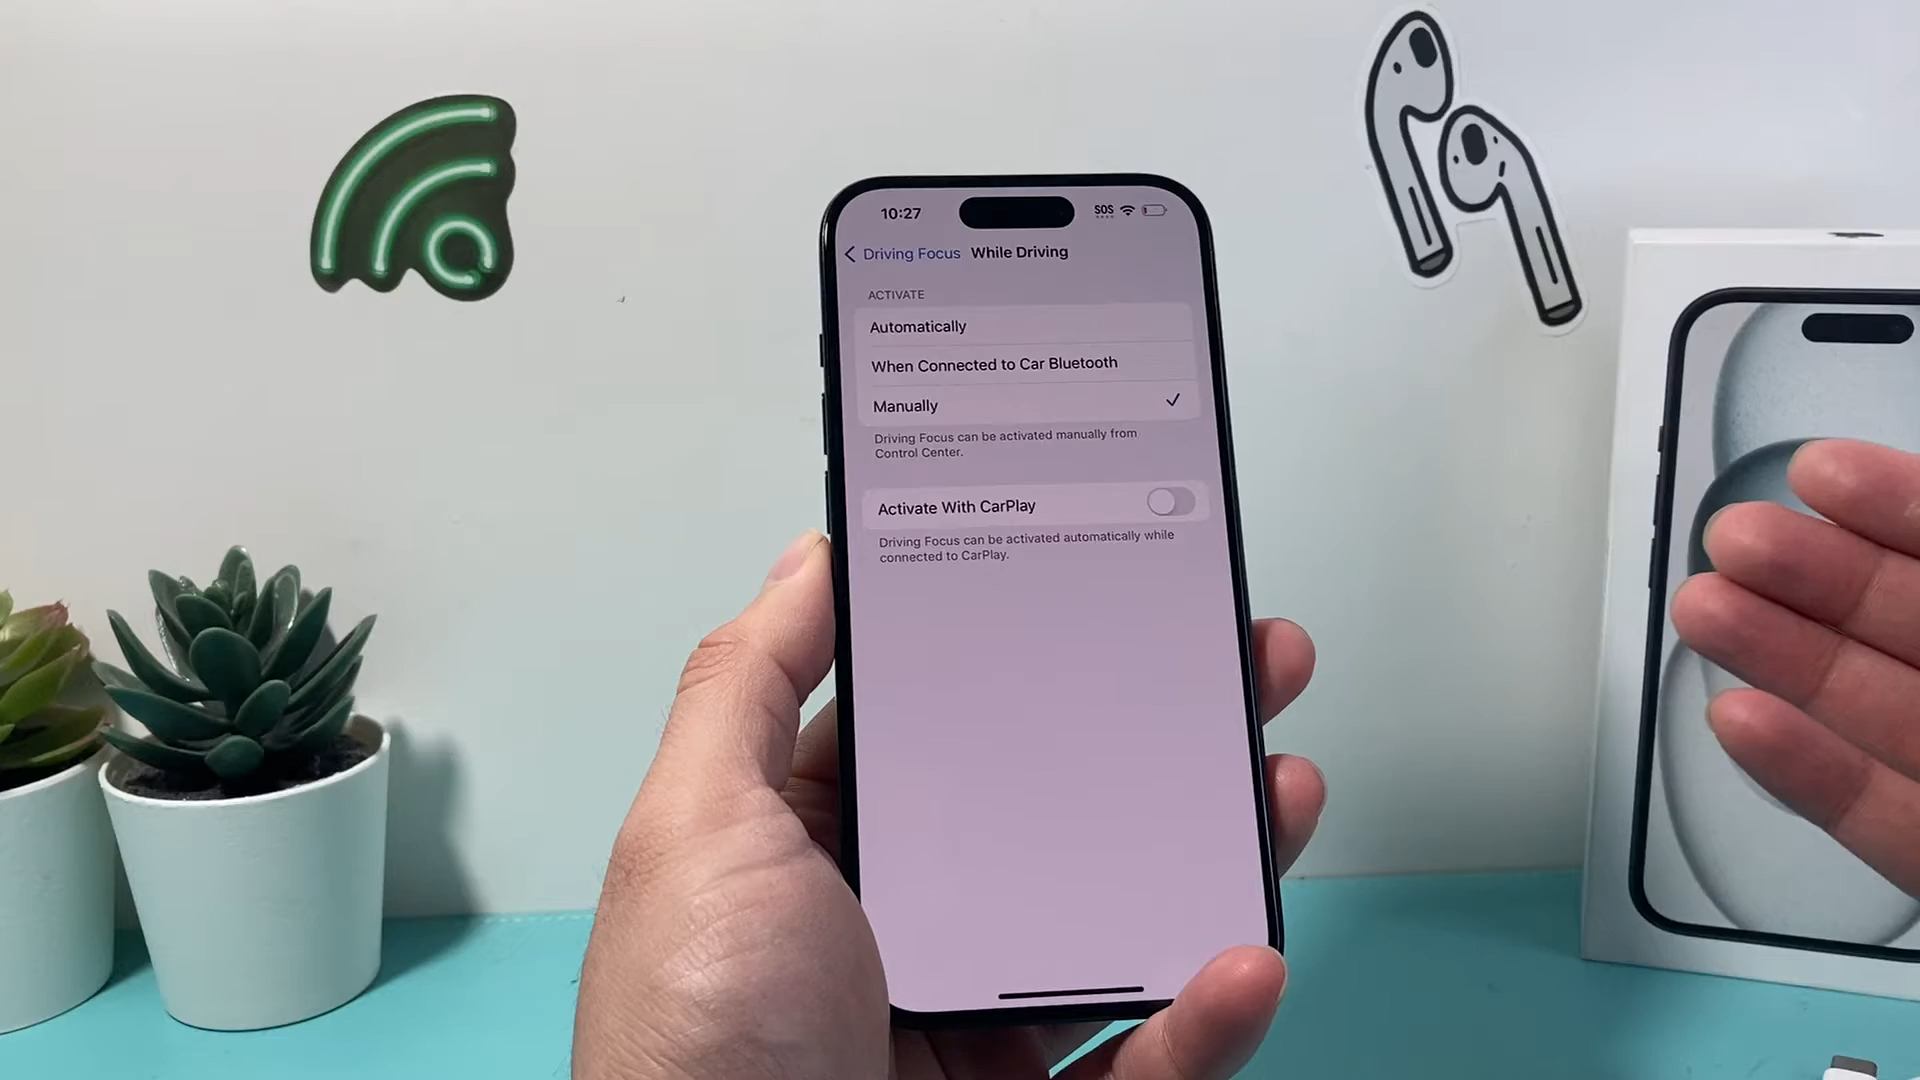 10:27
SOS
Driving Focus While Driving
ACTIVATE
Automatically
When Connected to Car Bluetooth
Manually
Driving Focus can be activated manually from
Control Center.
Activate With CarPlay
Driving Focus can be activated automatically while
connected to CarPlay.